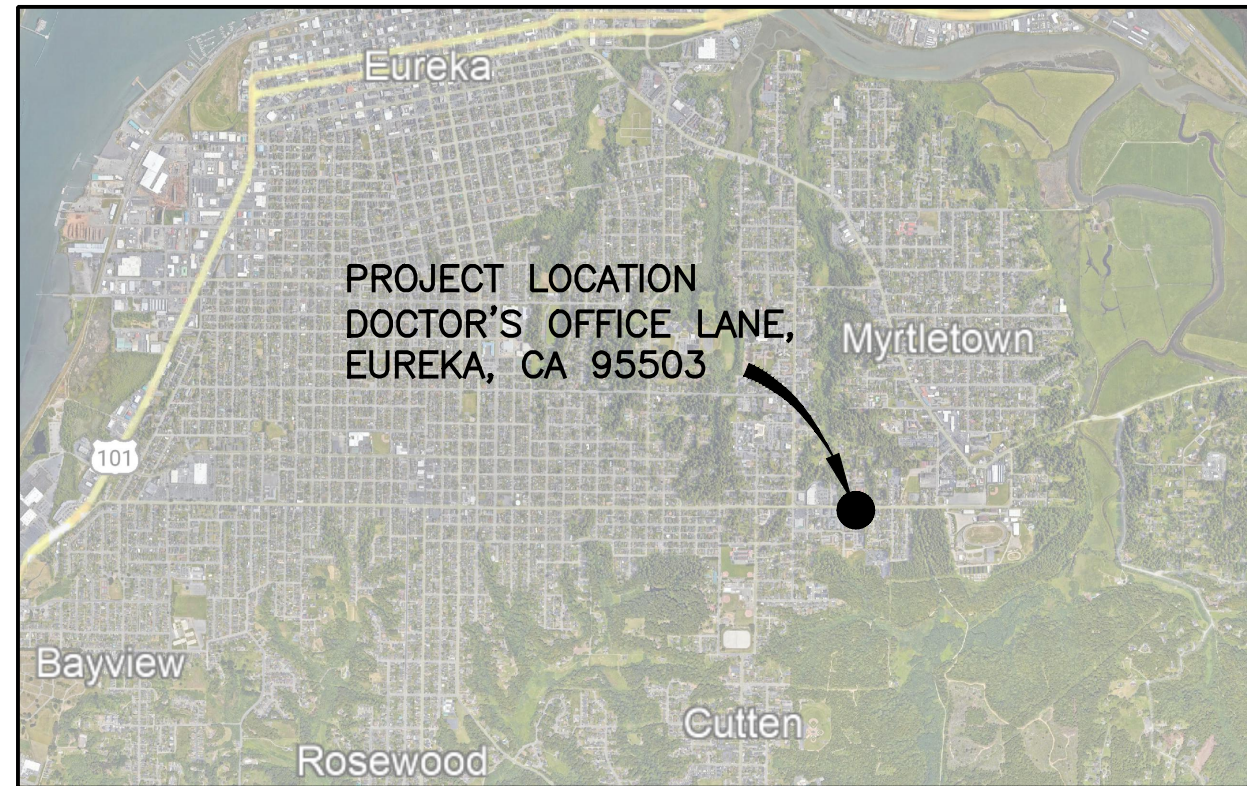 Eureka
PROJECT LOCATION
DOCTOR'S OFFICE LANE,
EUREKA, CA 95503
Myrtletown
101
Bayview
Cutten
Rosewood